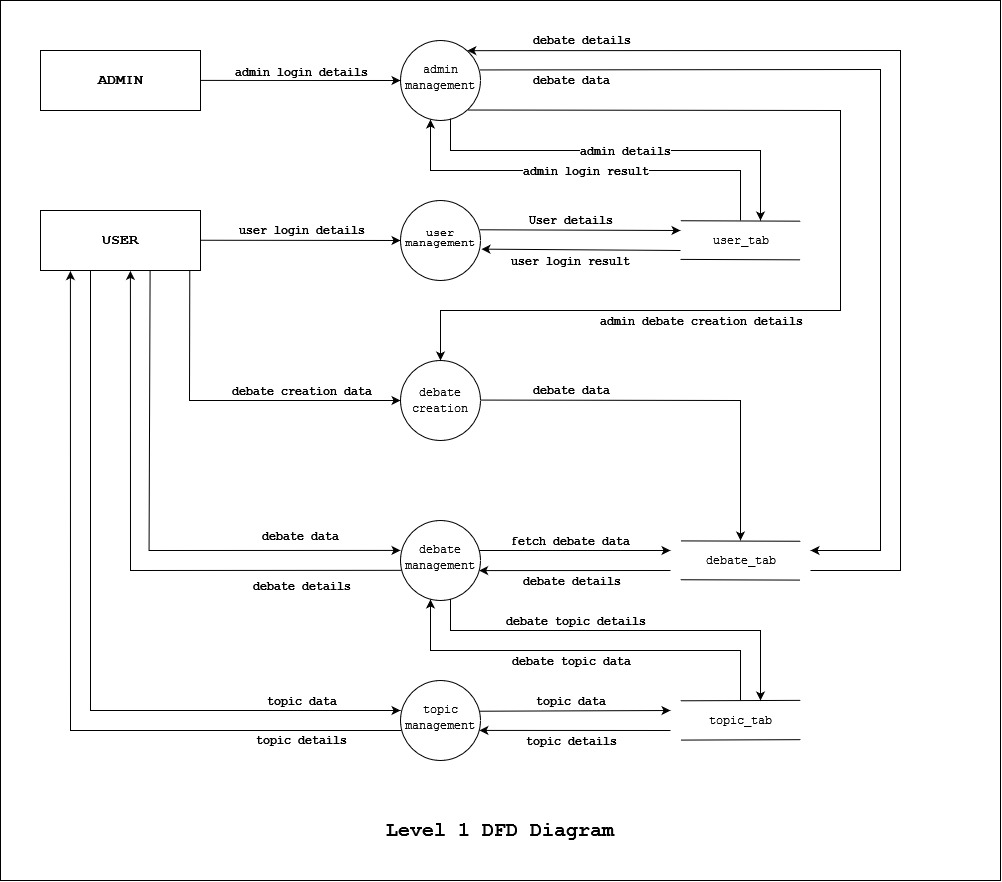 debate details
ADMIN
admin login details
admin
management
debate data
admin details
admin login result
USER
user login details
user
management
User details
user_tab
user login result
admin debate creation details
debate creation data
debate
creation
debate data
debate data
debate
management
fetch debate data
debate_tab
debate details
debate details
debate topic details
debate topic data
topic data
topic
management
topic data
topic_tab
topic details
topic details
Level 1 DFD Diagram